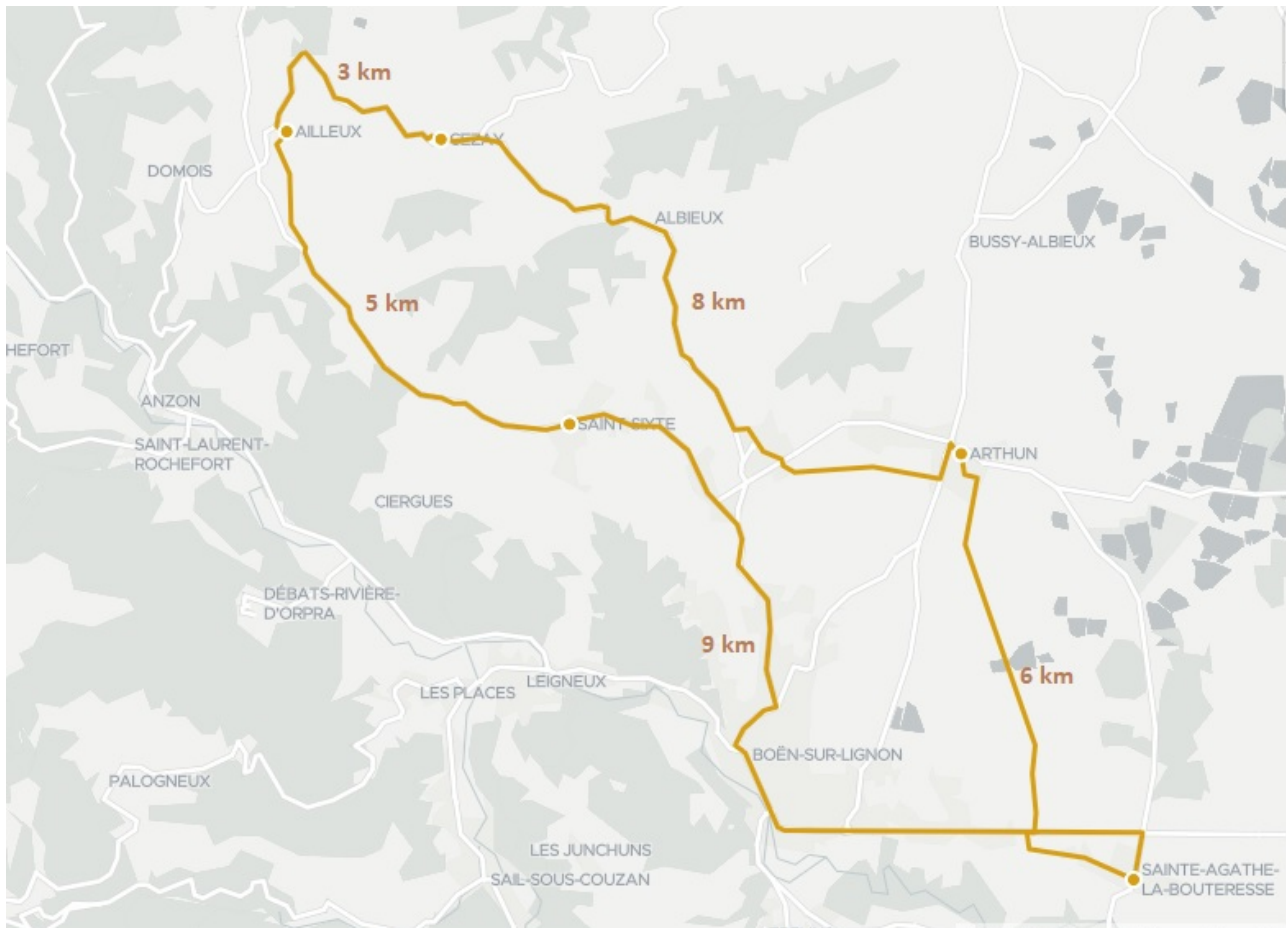 3 km
AILLEUX
CEZAY
DOMOIS
ALBIEUX
BUSSY-ALBIEUX
5 km
8 km
HEFORT
ANZON
SAINT-SIXTE
SAINT-LAURENT-
ROCHEFORT
ARTHUN
CIERGUES
DÉBATS-RIVIÈRE-
D'ORPRA
9 km
6 km
LEIGNEUX
LES PLACES
BOËN-SUR-LIGNON
PALOGNEUX
LES JUNCHUNS
SAIL-SOUS-COUZAN
SAINTE-AGATHE-
LA-BOUTERESSE